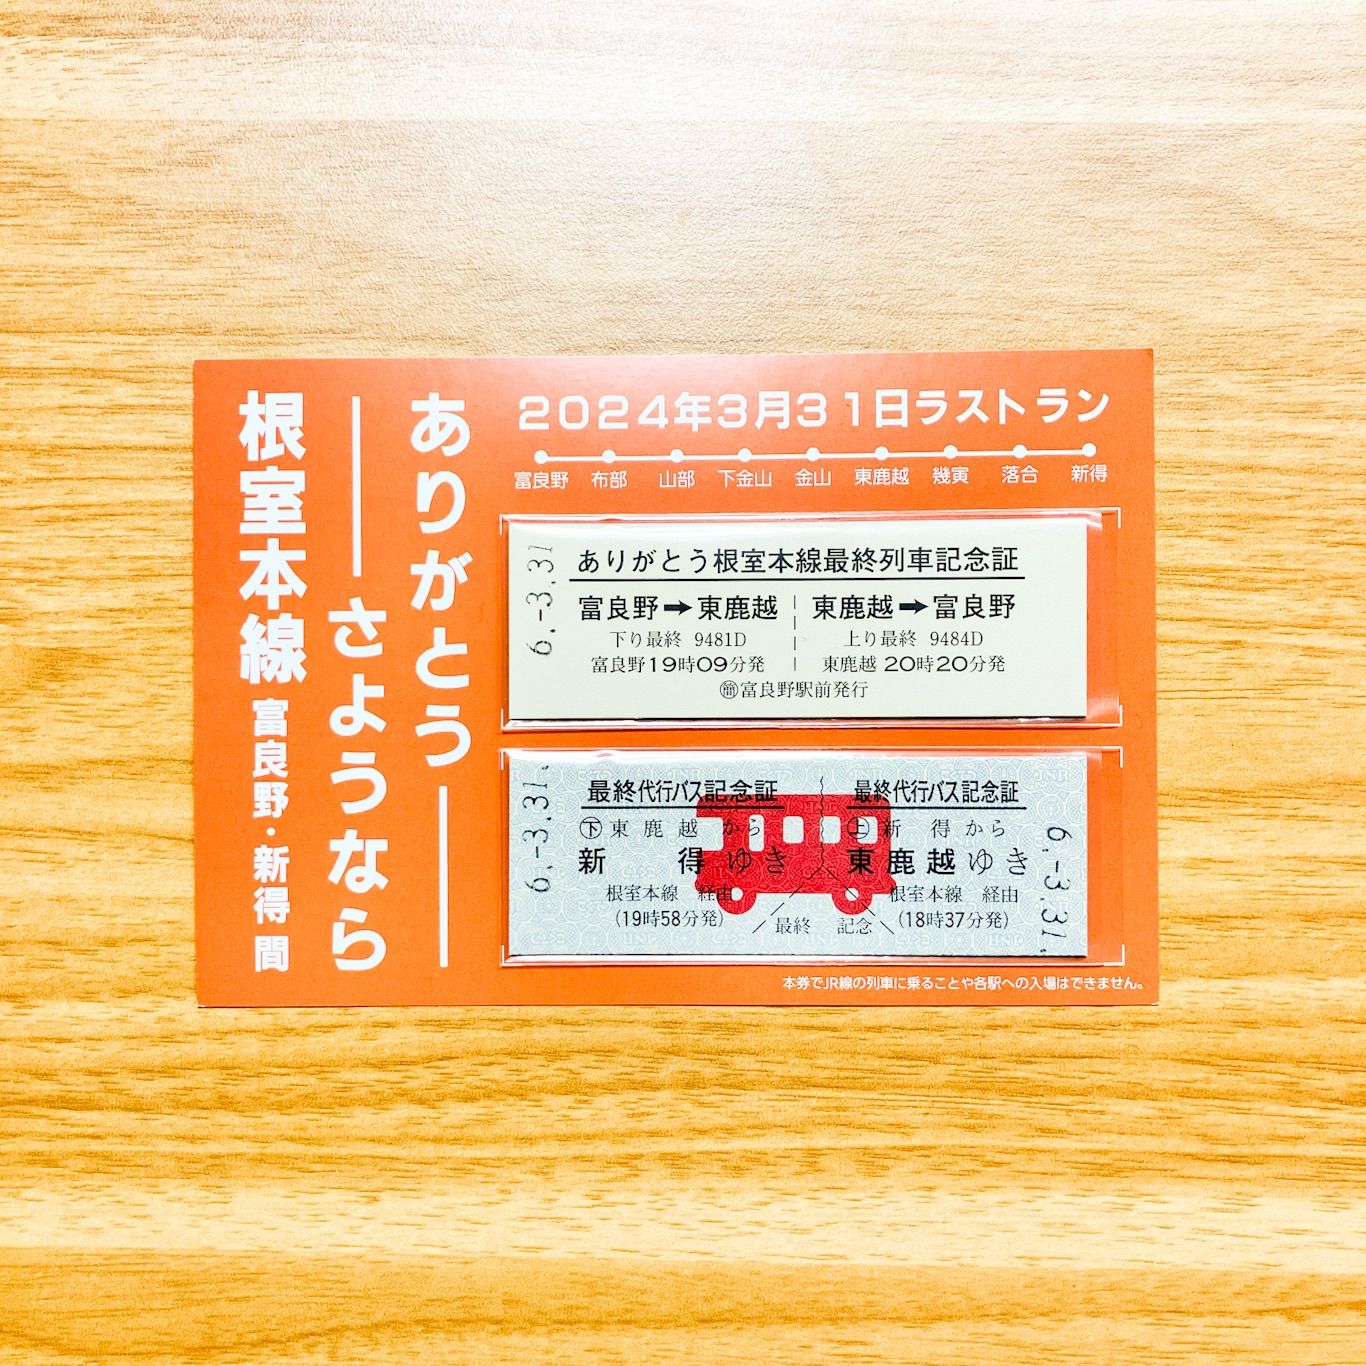 ありがとう
さようなら
根室本線 富良野・新得 間
2024年3月31日ラストラン
富良野 布部 山部 下金山 金山 東鹿越 幾寅 落合 新得
6.-3.31
ありがとう根室本線最終列車記念証
富良野➡東鹿越 東鹿越➡富良野
下り最終 9481D 上り最終 9484D
富良野19時09分発 東鹿越 20時20分発
㊢富良野駅前発行
6.-3.31.
最終代行バス記念証 最終代行バス記念証
㊦東鹿越 から ㊤新 得から
新 得ゆき 東鹿越ゆき
根室本線 経由 根室本線 経由
(19時58分発) 最終 記念 (18時37分発)
6.-3.31.
本券でJR線の列車に乗ることや各駅への入場はできません。